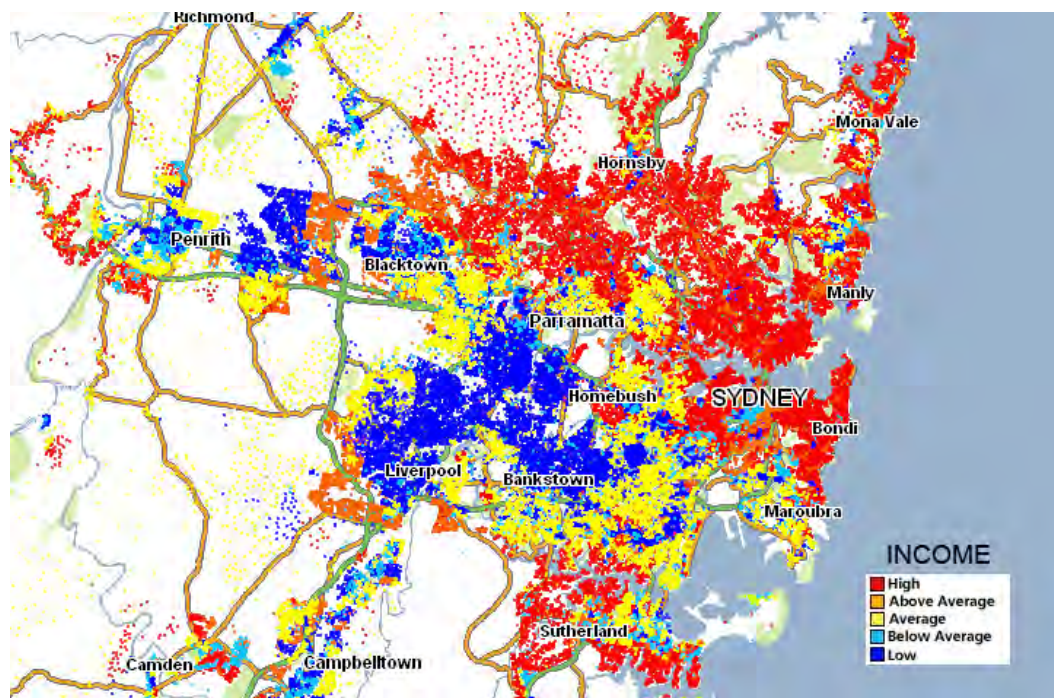 Richmond
Mona Vale
Hornsby
Penrith
Blacktown
Manly
Parramatta
Homebush
SYDNEY
Bondi
Liverpool
Bankstown
Maroubra
INCOME
High
Above Average
Average
Below Average
Low
Sutherland
Camden
Campbelltown